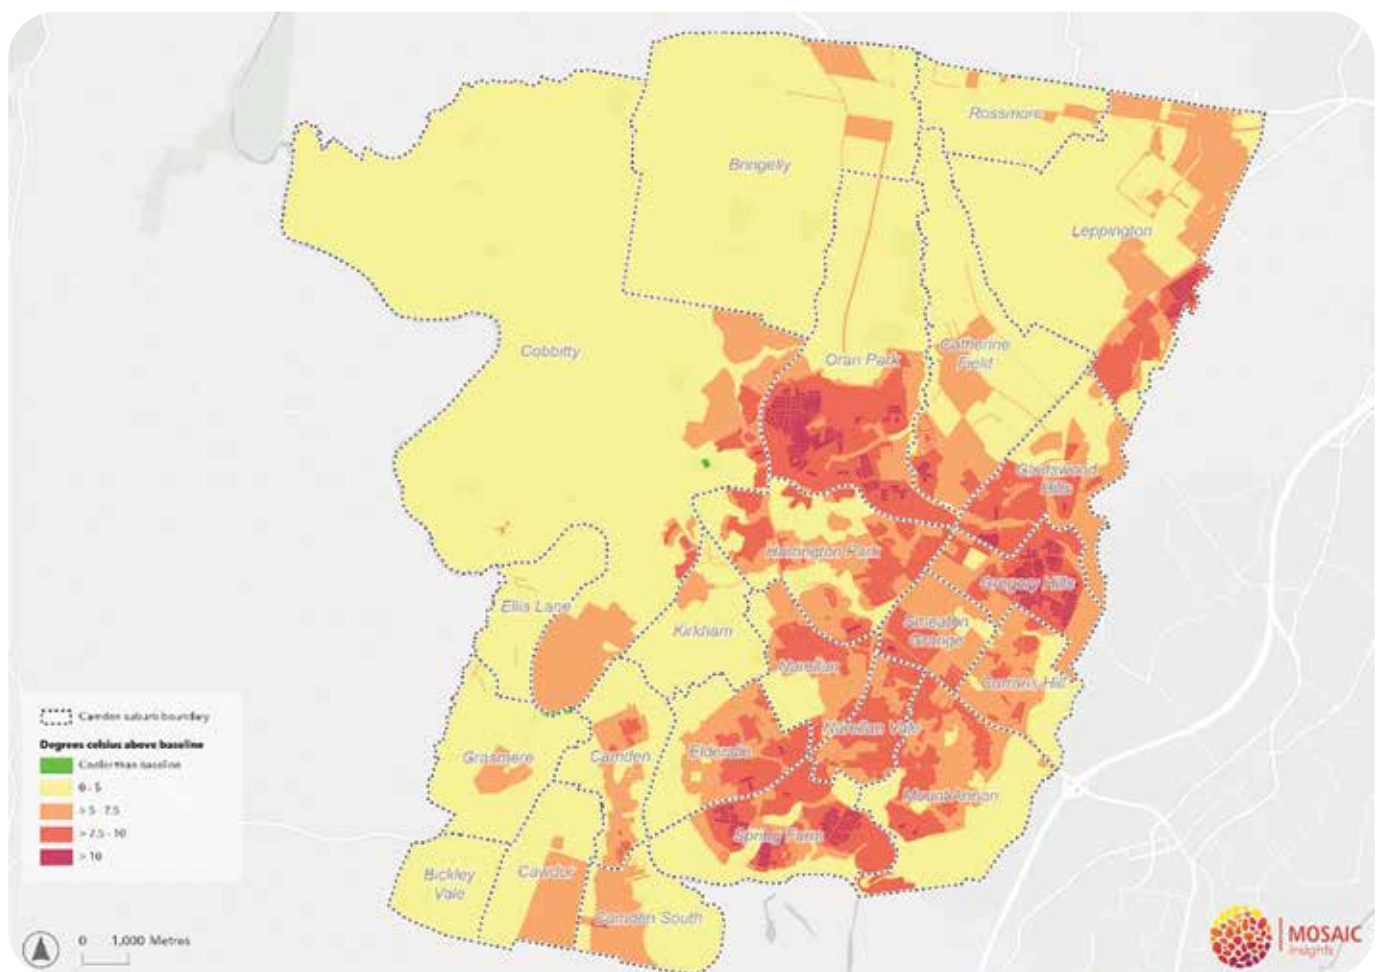 Rossmore
Bringelly
Leppington
Cobbitty
Oran Park
Catherine
Field
Gledswood
Hills
Harrington Park
Gregory Hills
Ellis Lane
Kirkham
Smeaton
Grange
Narellan
Currans Hill
Camden suburb boundary
Degrees celsius above baseline
Cooler than baseline
0 - 5
> 5 - 7.5
> 7.5 - 10
> 10
Narellan Vale
Grasmere
Camden
Elderslie
Mount Annan
Spring Farm
Bickley
Vale
Cawdor
Camden South
0 1,000 Metres
MOSAIC
Insights